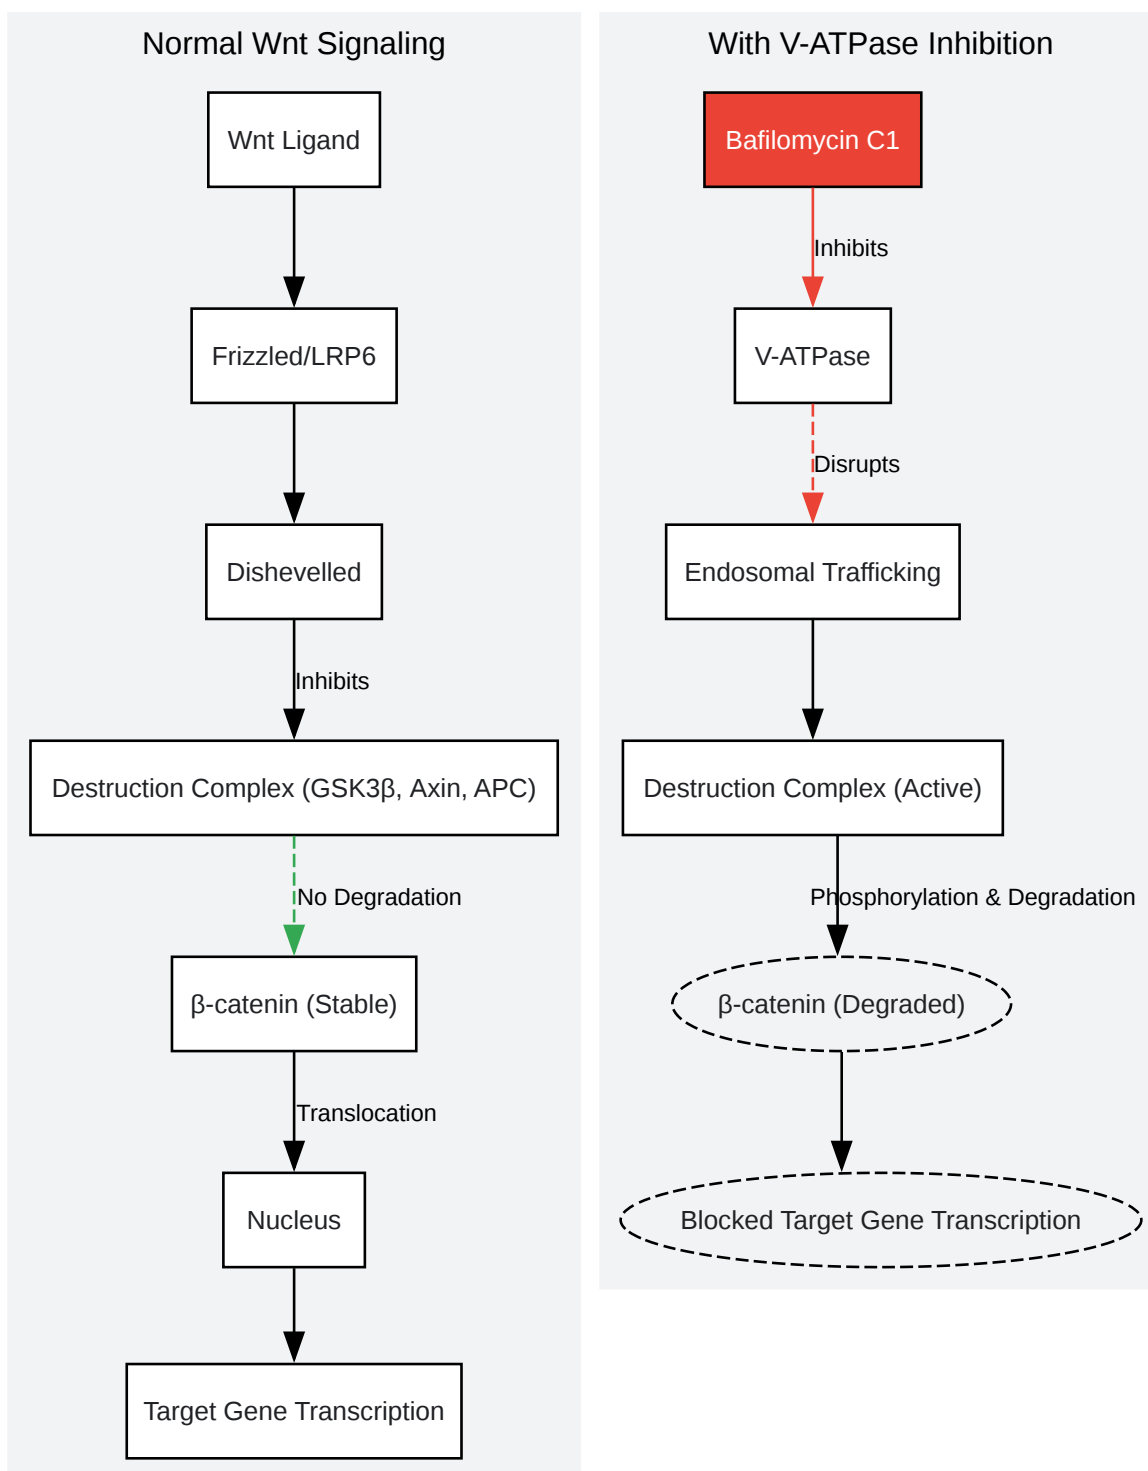 Normal Wnt Signaling
Wnt Ligand
Frizzled/LRP6
Dishevelled
Inhibits
Destruction Complex (GSK3β, Axin, APC)
No Degradation
β-catenin (Stable)
Translocation
Nucleus
Target Gene Transcription
With V-ATPase Inhibition
Bafilomycin C1
Inhibits
V-ATPase
Disrupts
Endosomal Trafficking
Destruction Complex (Active)
Phosphorylation & Degradation
β-catenin (Degraded)
Blocked Target Gene Transcription